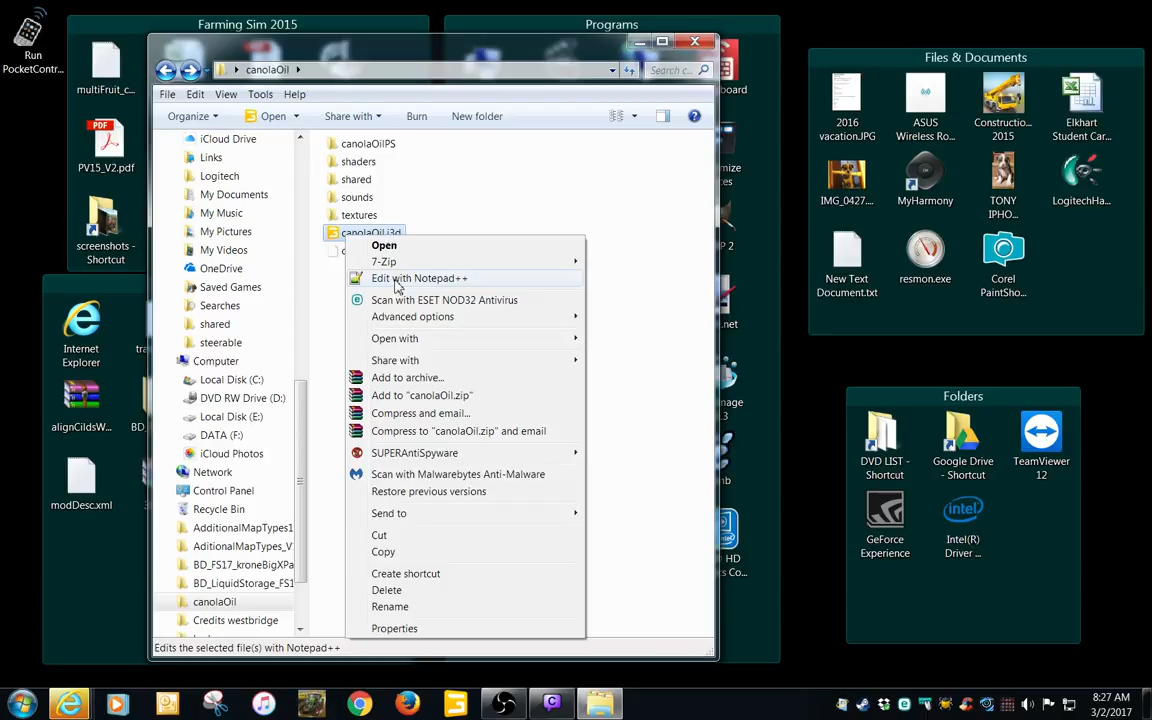 Run
PocketContr...
Farming Sim 2015
multiFruit_c...
PDF
PV15_V2.pdf
screenshots -
Shortcut
Internet
Explorer
alignCildsW...
modDesc.xml
Programs
canolaOil
Search c...
File
Edit
View
Tools
Help
Organize
Open
Share with
Burn
New folder
iCloud Drive
Links
Logitech
My Documents
My Music
My Pictures
My Videos
OneDrive
Saved Games
Searches
shared
steerable
Computer
Local Disk (C:)
DVD RW Drive (D:)
Local Disk (E:)
DATA (F:)
iCloud Photos
Network
Control Panel
Recycle Bin
AdditionalMapTypes1
AditionalMapTypes_V
BD_FS17_kroneBigXPa
BD_LiquidStorage_FS1
canolaOil
Credits westbridge
canolaOilPS
shaders
shared
sounds
textures
canolaOil.i3d
Open
7-Zip
Edit with Notepad++
Scan with ESET NOD32 Antivirus
Advanced options
Open with
Share with
Add to archive...
Add to "canolaOil.zip"
Compress and email...
Compress to "canolaOil.zip" and email
SUPERAntiSpyware
Scan with Malwarebytes Anti-Malware
Restore previous versions
Send to
Cut
Copy
Create shortcut
Delete
Rename
Properties
Edits the selected file(s) with Notepad++
Files & Documents
2016
vacation.JPG
ASUS
Wireless Ro...
Constructio...
2015
Elkhart
Student Car...
IMG_0427....
MyHarmony
TONY
IPHO...
LogitechHa...
New Text
Document.txt
resmon.exe
Corel
PaintSho...
Folders
DVD LIST -
Shortcut
Google Drive
- Shortcut
TeamViewer
12
GeForce
Experience
Intel(R)
Driver ...
8:27 AM
3/2/2017